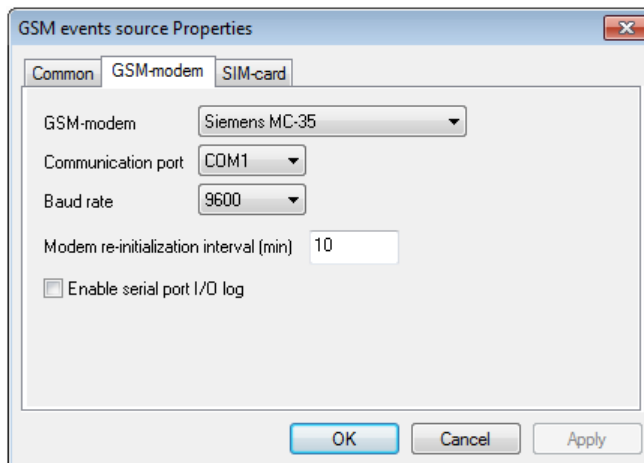 GSM events source Properties
Common GSM-modem SIM-card
GSM-modem Siemens MC-35
Communication port COM1
Baud rate 9600
Modem re-initialization interval (min) 10
Enable serial port I/O log
OK Cancel Apply